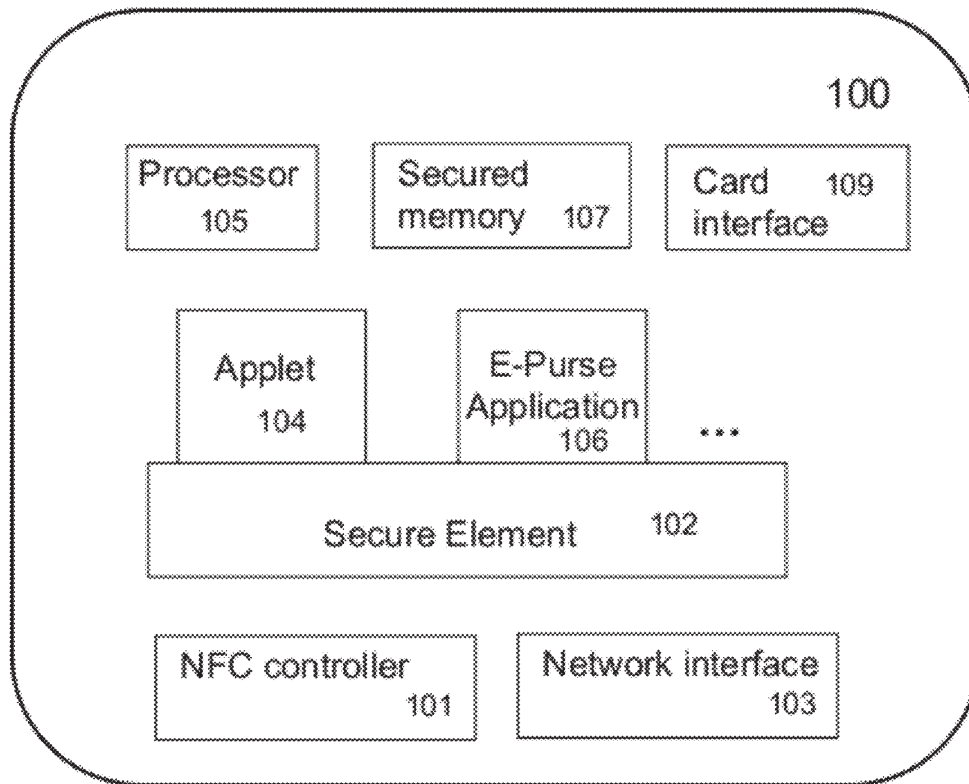 100
Processor
105
Secured
memory 107
Card 109
interface
Applet
104
E-Purse
Application
106
...
Secure Element 102
NFC controller
101
Network interface
103